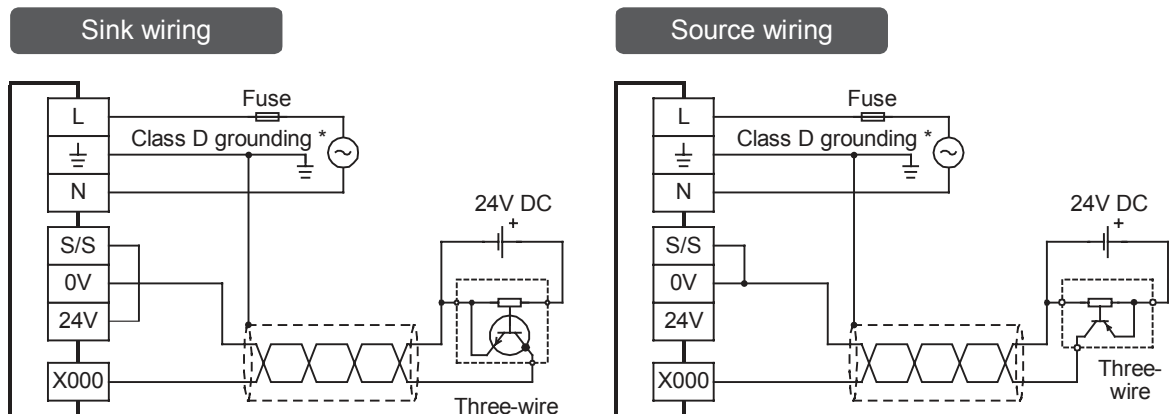 Sink wiring
L
Fuse
Class D grounding *
N
S/S
0V
24V
X000
24V DC
+
Three-wire
Source wiring
L
Fuse
Class D grounding *
N
S/S
0V
24V
X000
24V DC
+
Three-
wire